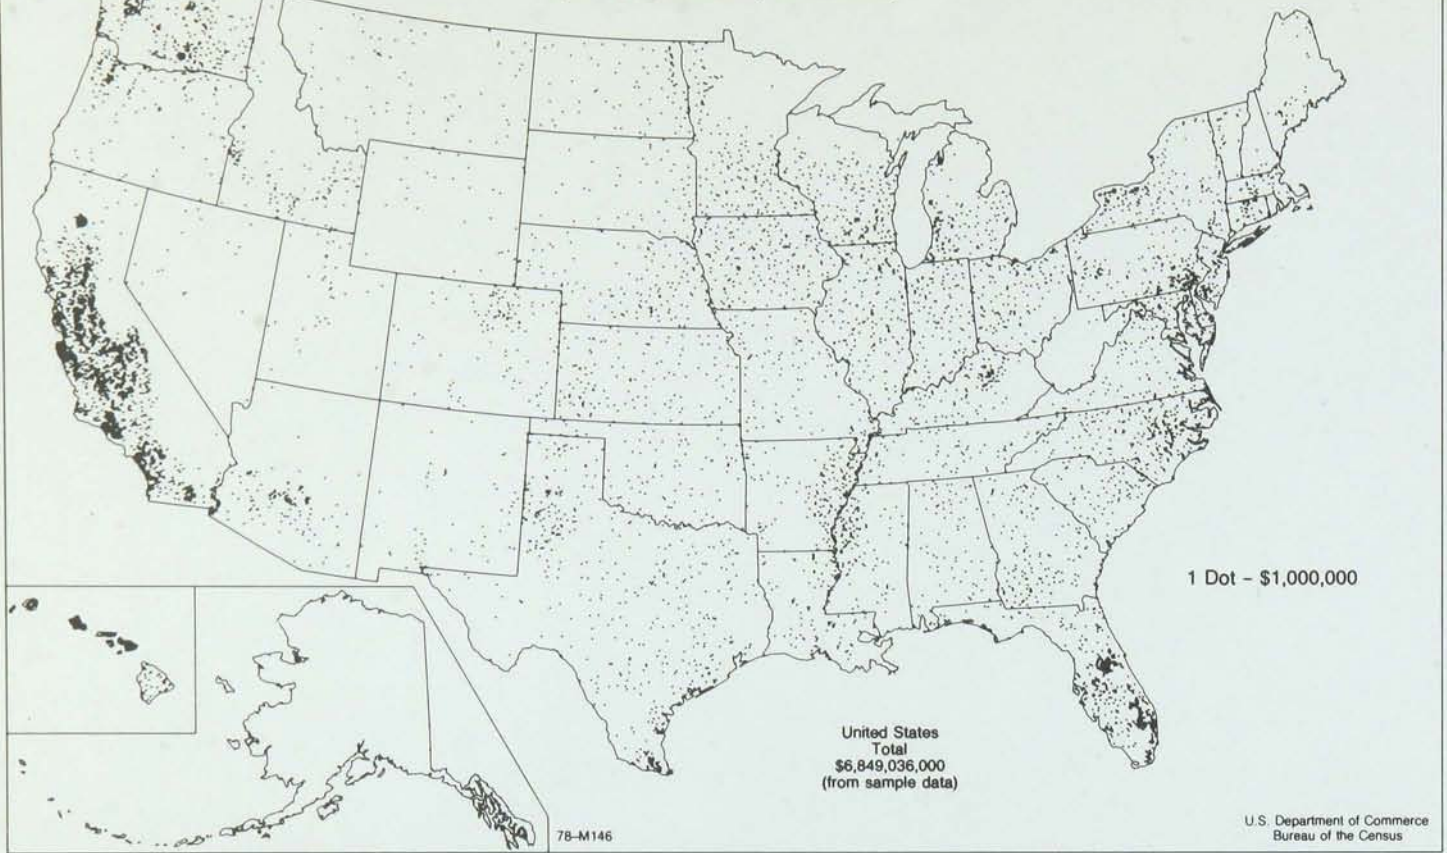 1 Dot – $1,000,000
United States
Total
$6,849,036,000
(from sample data)
78–M146
U.S. Department of Commerce
Bureau of the Census